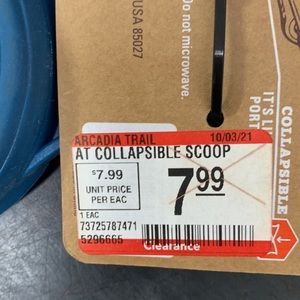 USA 85027
Do not microwave.
COLLAPSIBLE
ARCADIA TRAIL 10/03/21
AT COLLAPSIBLE SCOOP
$7.99
UNIT PRICE
PER EAC
7.99
1 EAC
73725787471
5296665
Clearance